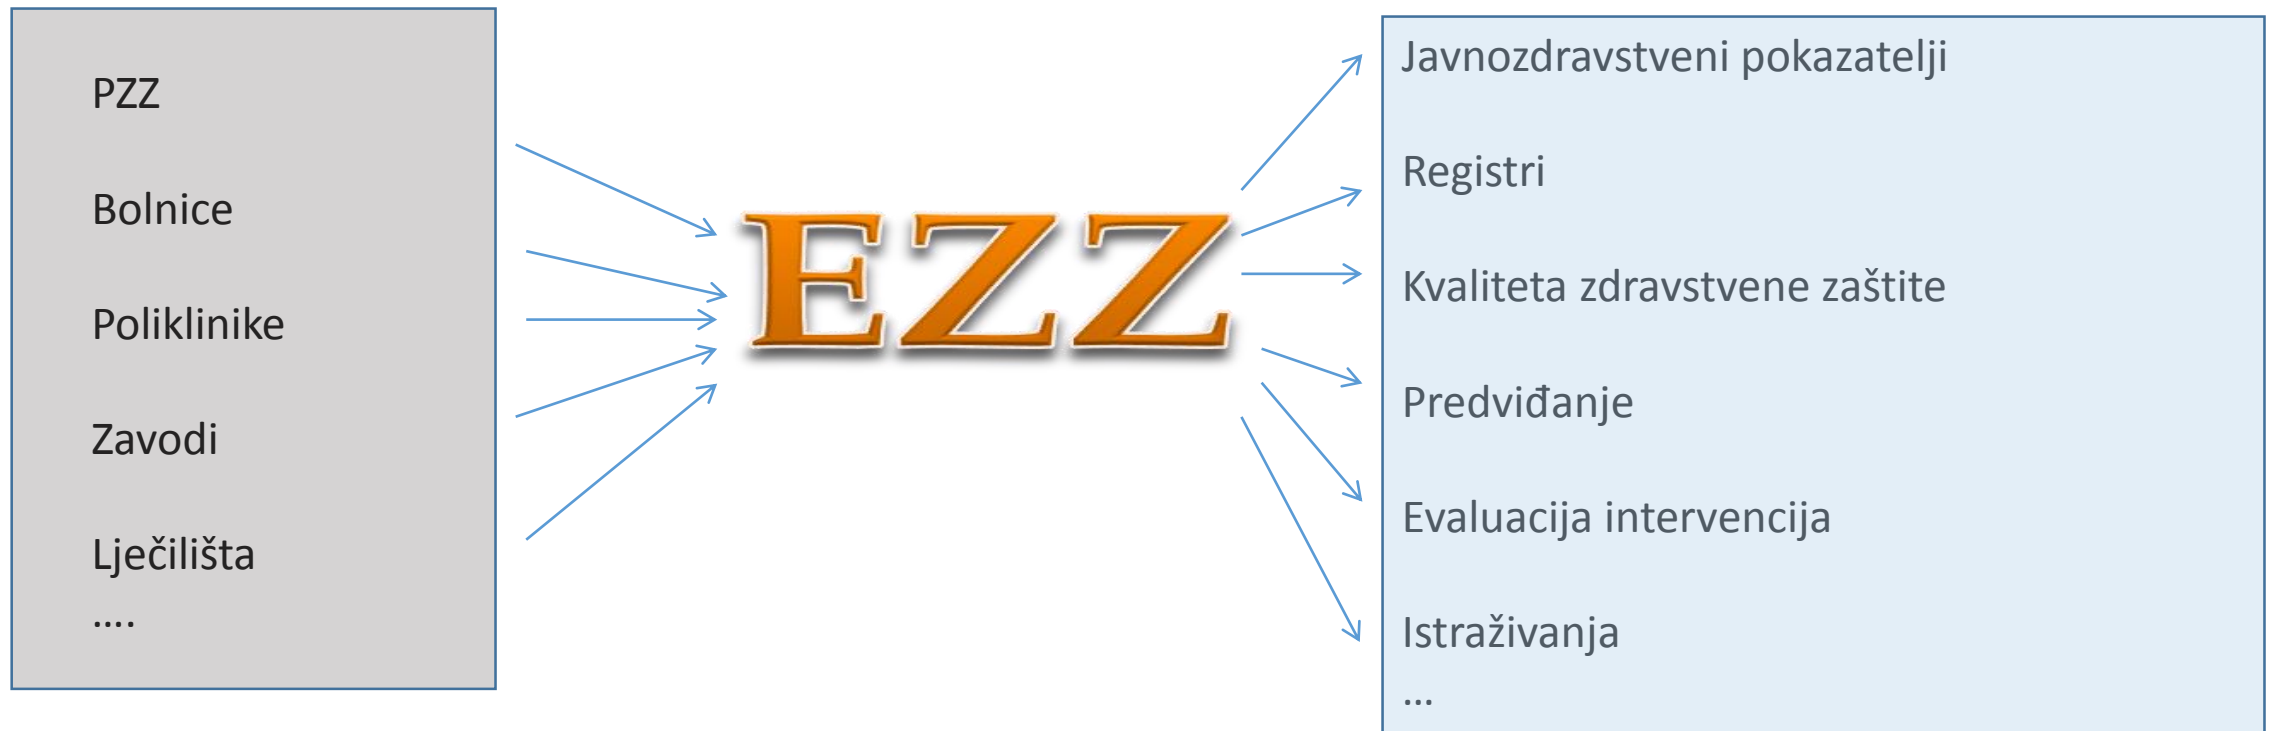 PZZ
Bolnice
Poliklinike
Zavodi
Lječilišta
....
EZZ
Javnozdravstveni pokazatelji
Registri
Kvaliteta zdravstvene zaštite
Predviđanje
Evaluacija intervencija
Istraživanja
...